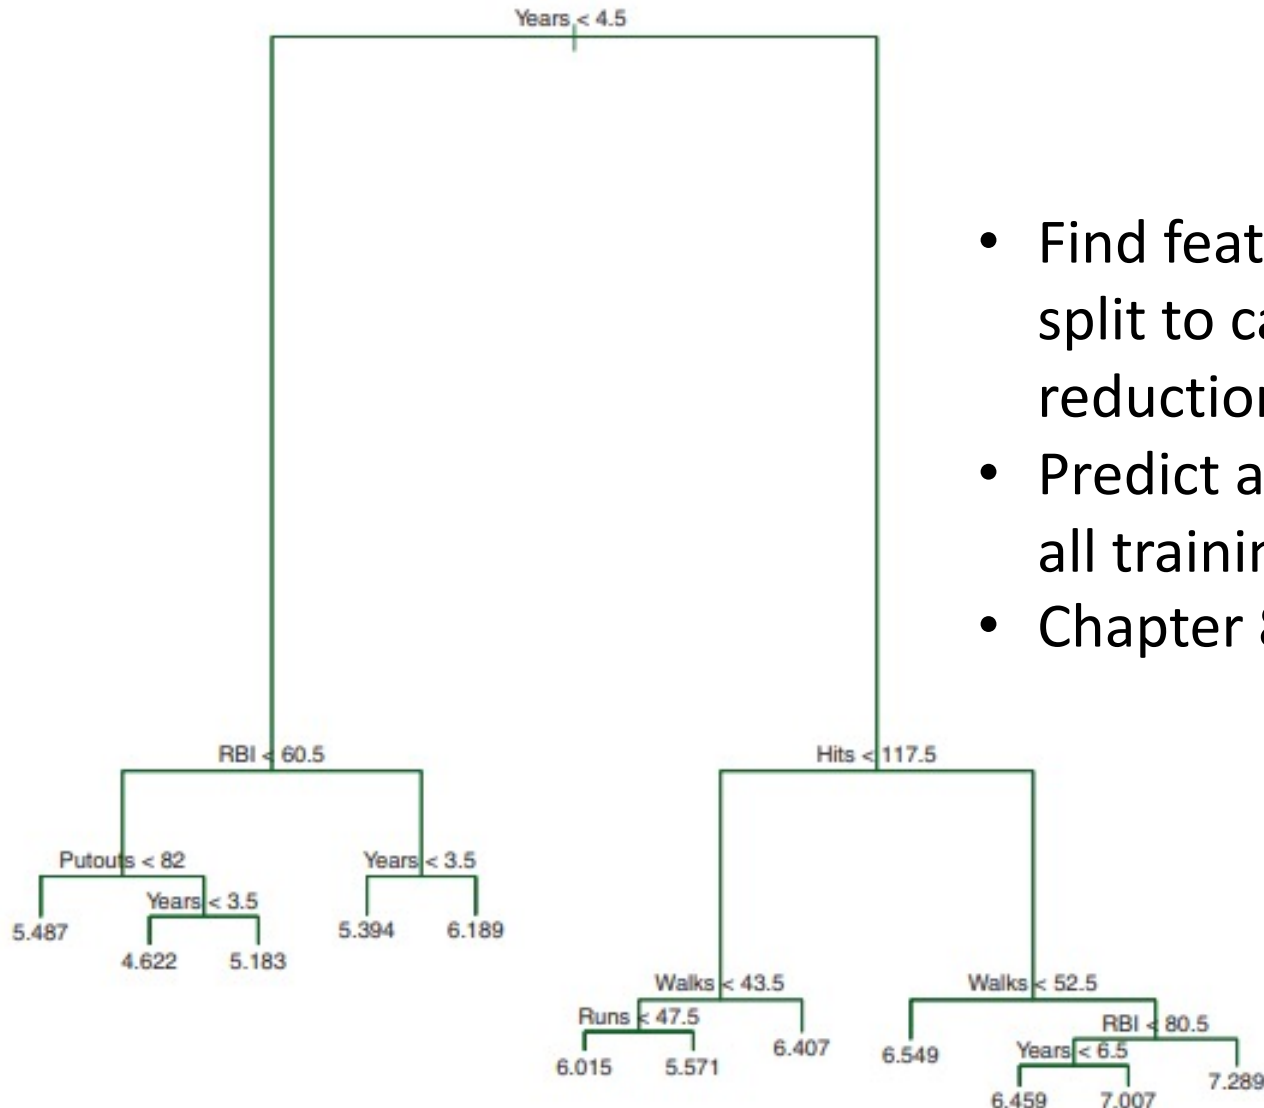 Years < 4.5
• Find feat
split to ca
reduction
• Predict a
all trainin
• Chapter 8
RBI < 60.5
Hits < 117.5
Putouts < 82
Years < 3.5
Years < 3.5
5.487
4.622
5.183
5.394
6.189
Walks < 43.5
Walks < 52.5
Runs < 47.5
RBI < 80.5
6.015
5.571
6.407
6.549
Years < 6.5
6.459
7.007
7.289